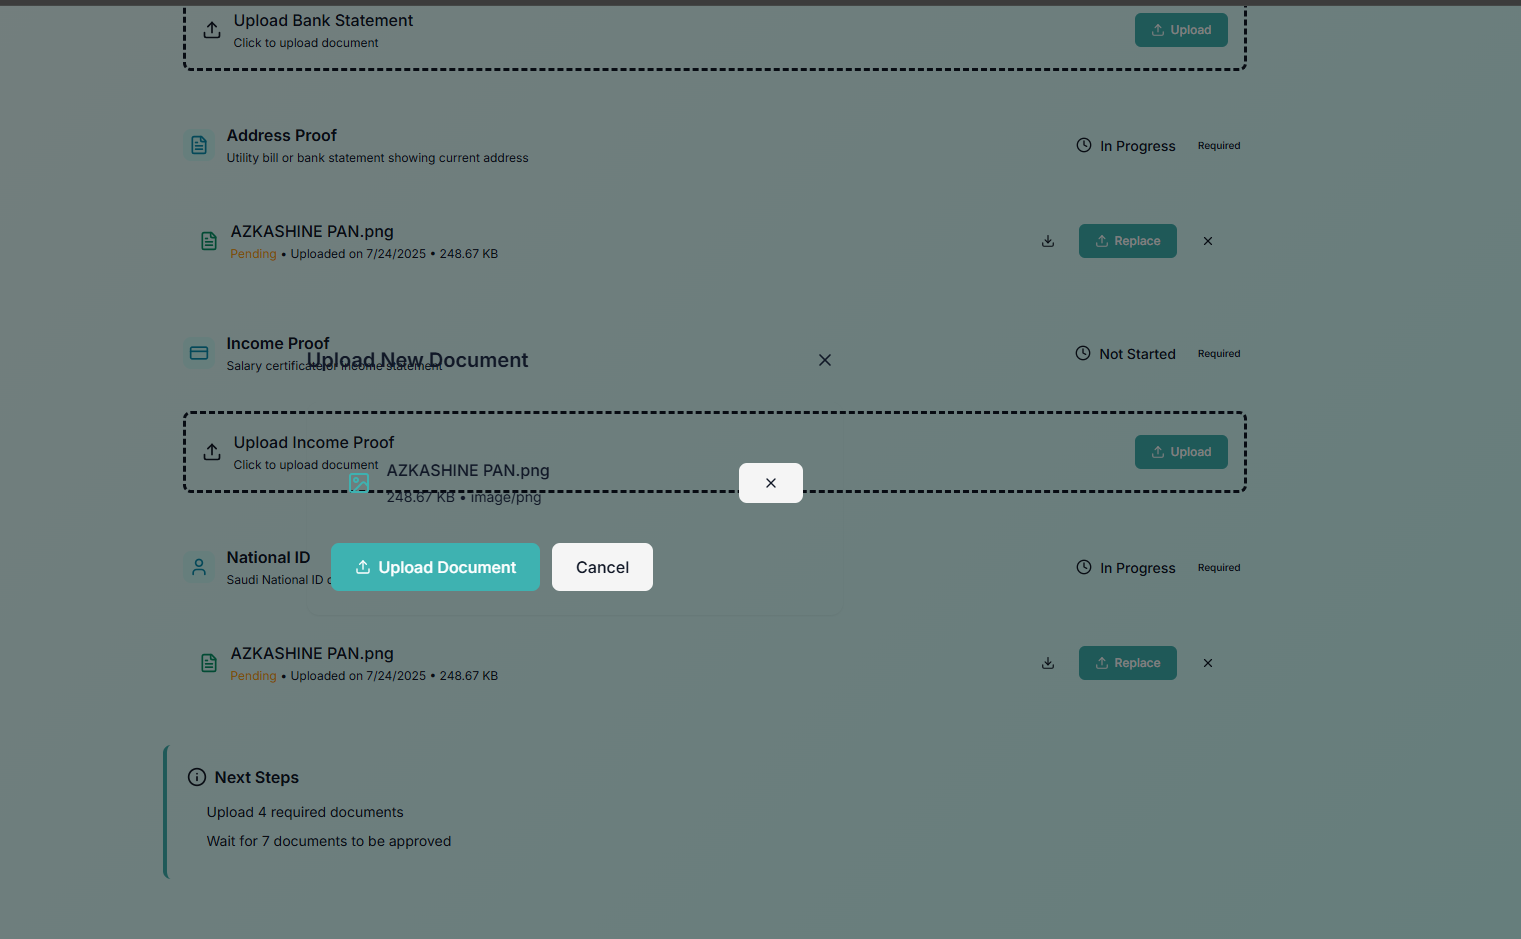 Upload Bank Statement
Click to upload document
Upload
Address Proof
Utility bill or bank statement showing current address
In Progress
Required
AZKASHINE PAN.png
Pending • Uploaded on 7/24/2025 • 248.67 KB
Replace
Income Proof
Salary certificate or income statement
Not Started
Required
Upload New Document
Upload Income Proof
Click to upload document
Upload
AZKASHINE PAN.png
248.67 KB • image/png
Upload Document
Cancel
National ID
Saudi National ID
In Progress
Required
AZKASHINE PAN.png
Pending • Uploaded on 7/24/2025 • 248.67 KB
Replace
Next Steps
Upload 4 required documents
Wait for 7 documents to be approved